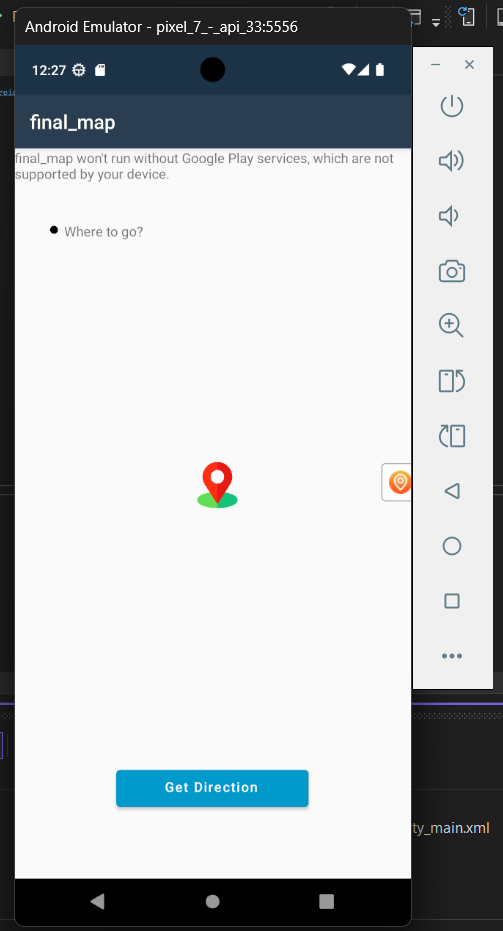 Android Emulator - pixel_7_-_api_33:5556
12:27
final_map
final_map won't run without Google Play services, which are not
supported by your device.
Where to go?
Get Direction
ty_main.xml